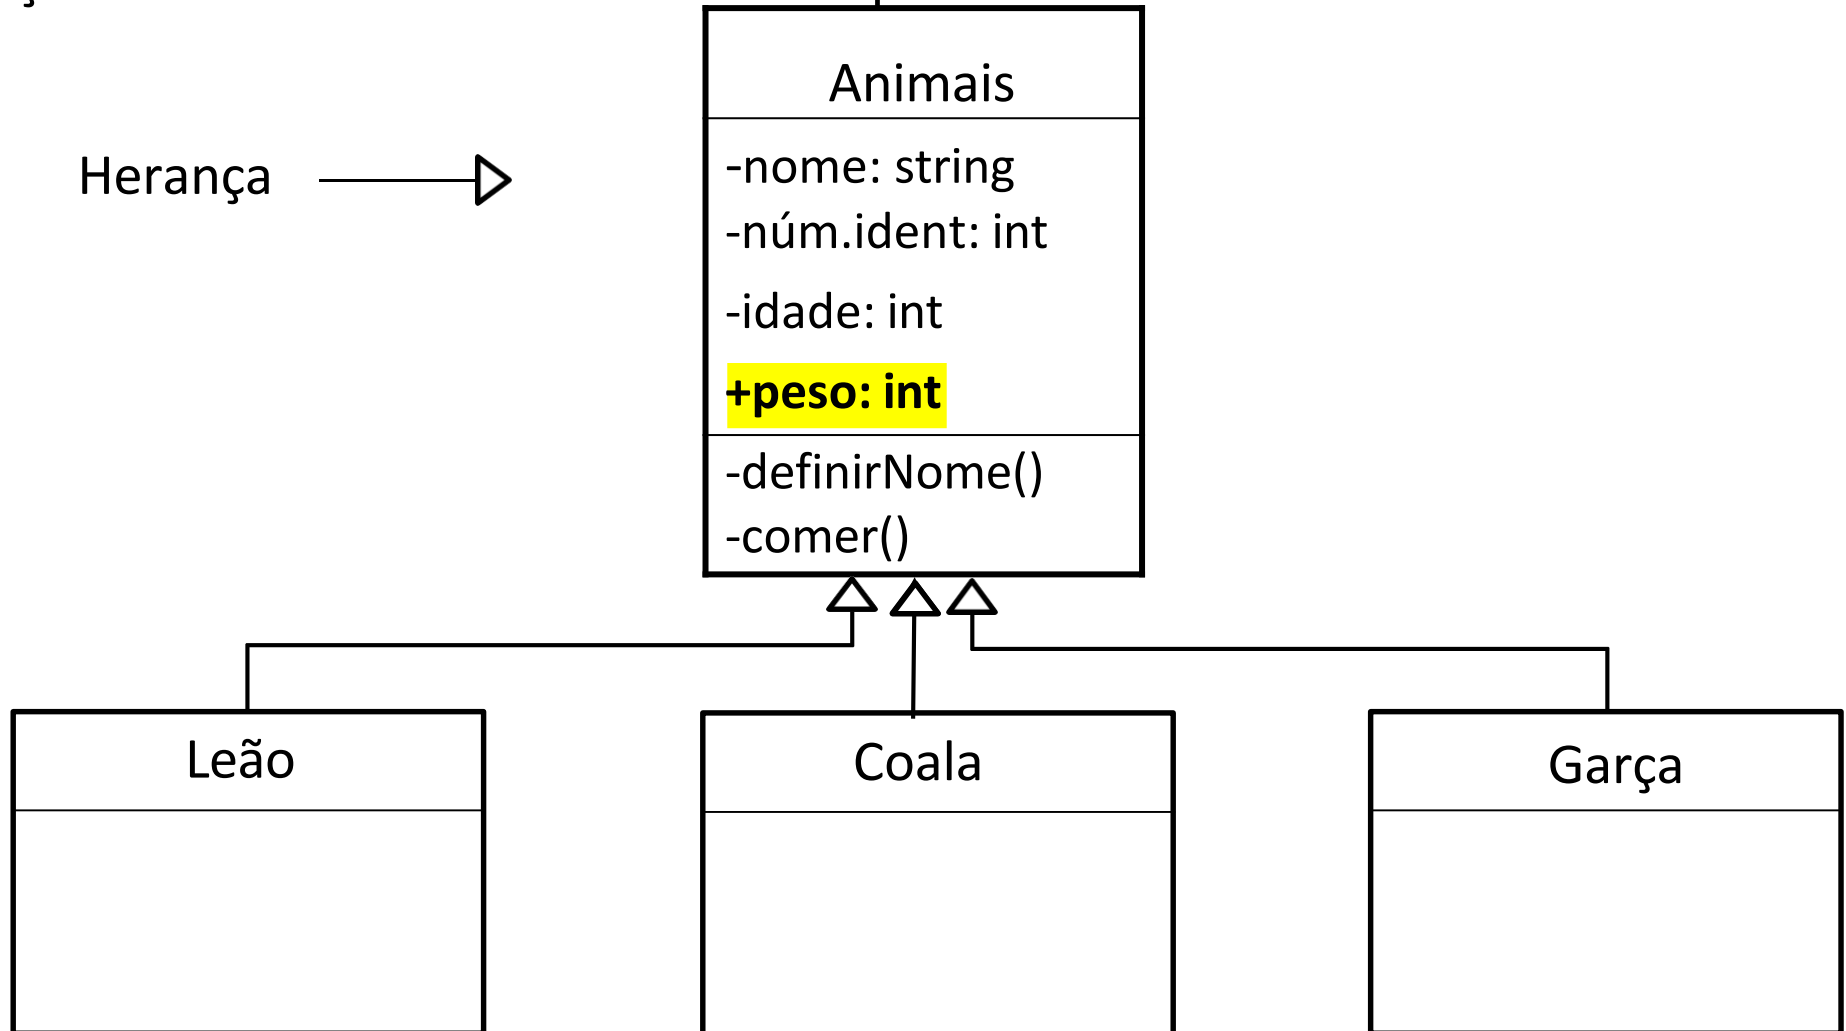 Animais
Herança
-nome: string
-núm.ident: int
-idade: int
+peso: int
-definirNome()
-comer()
Leão
Coala
Garça